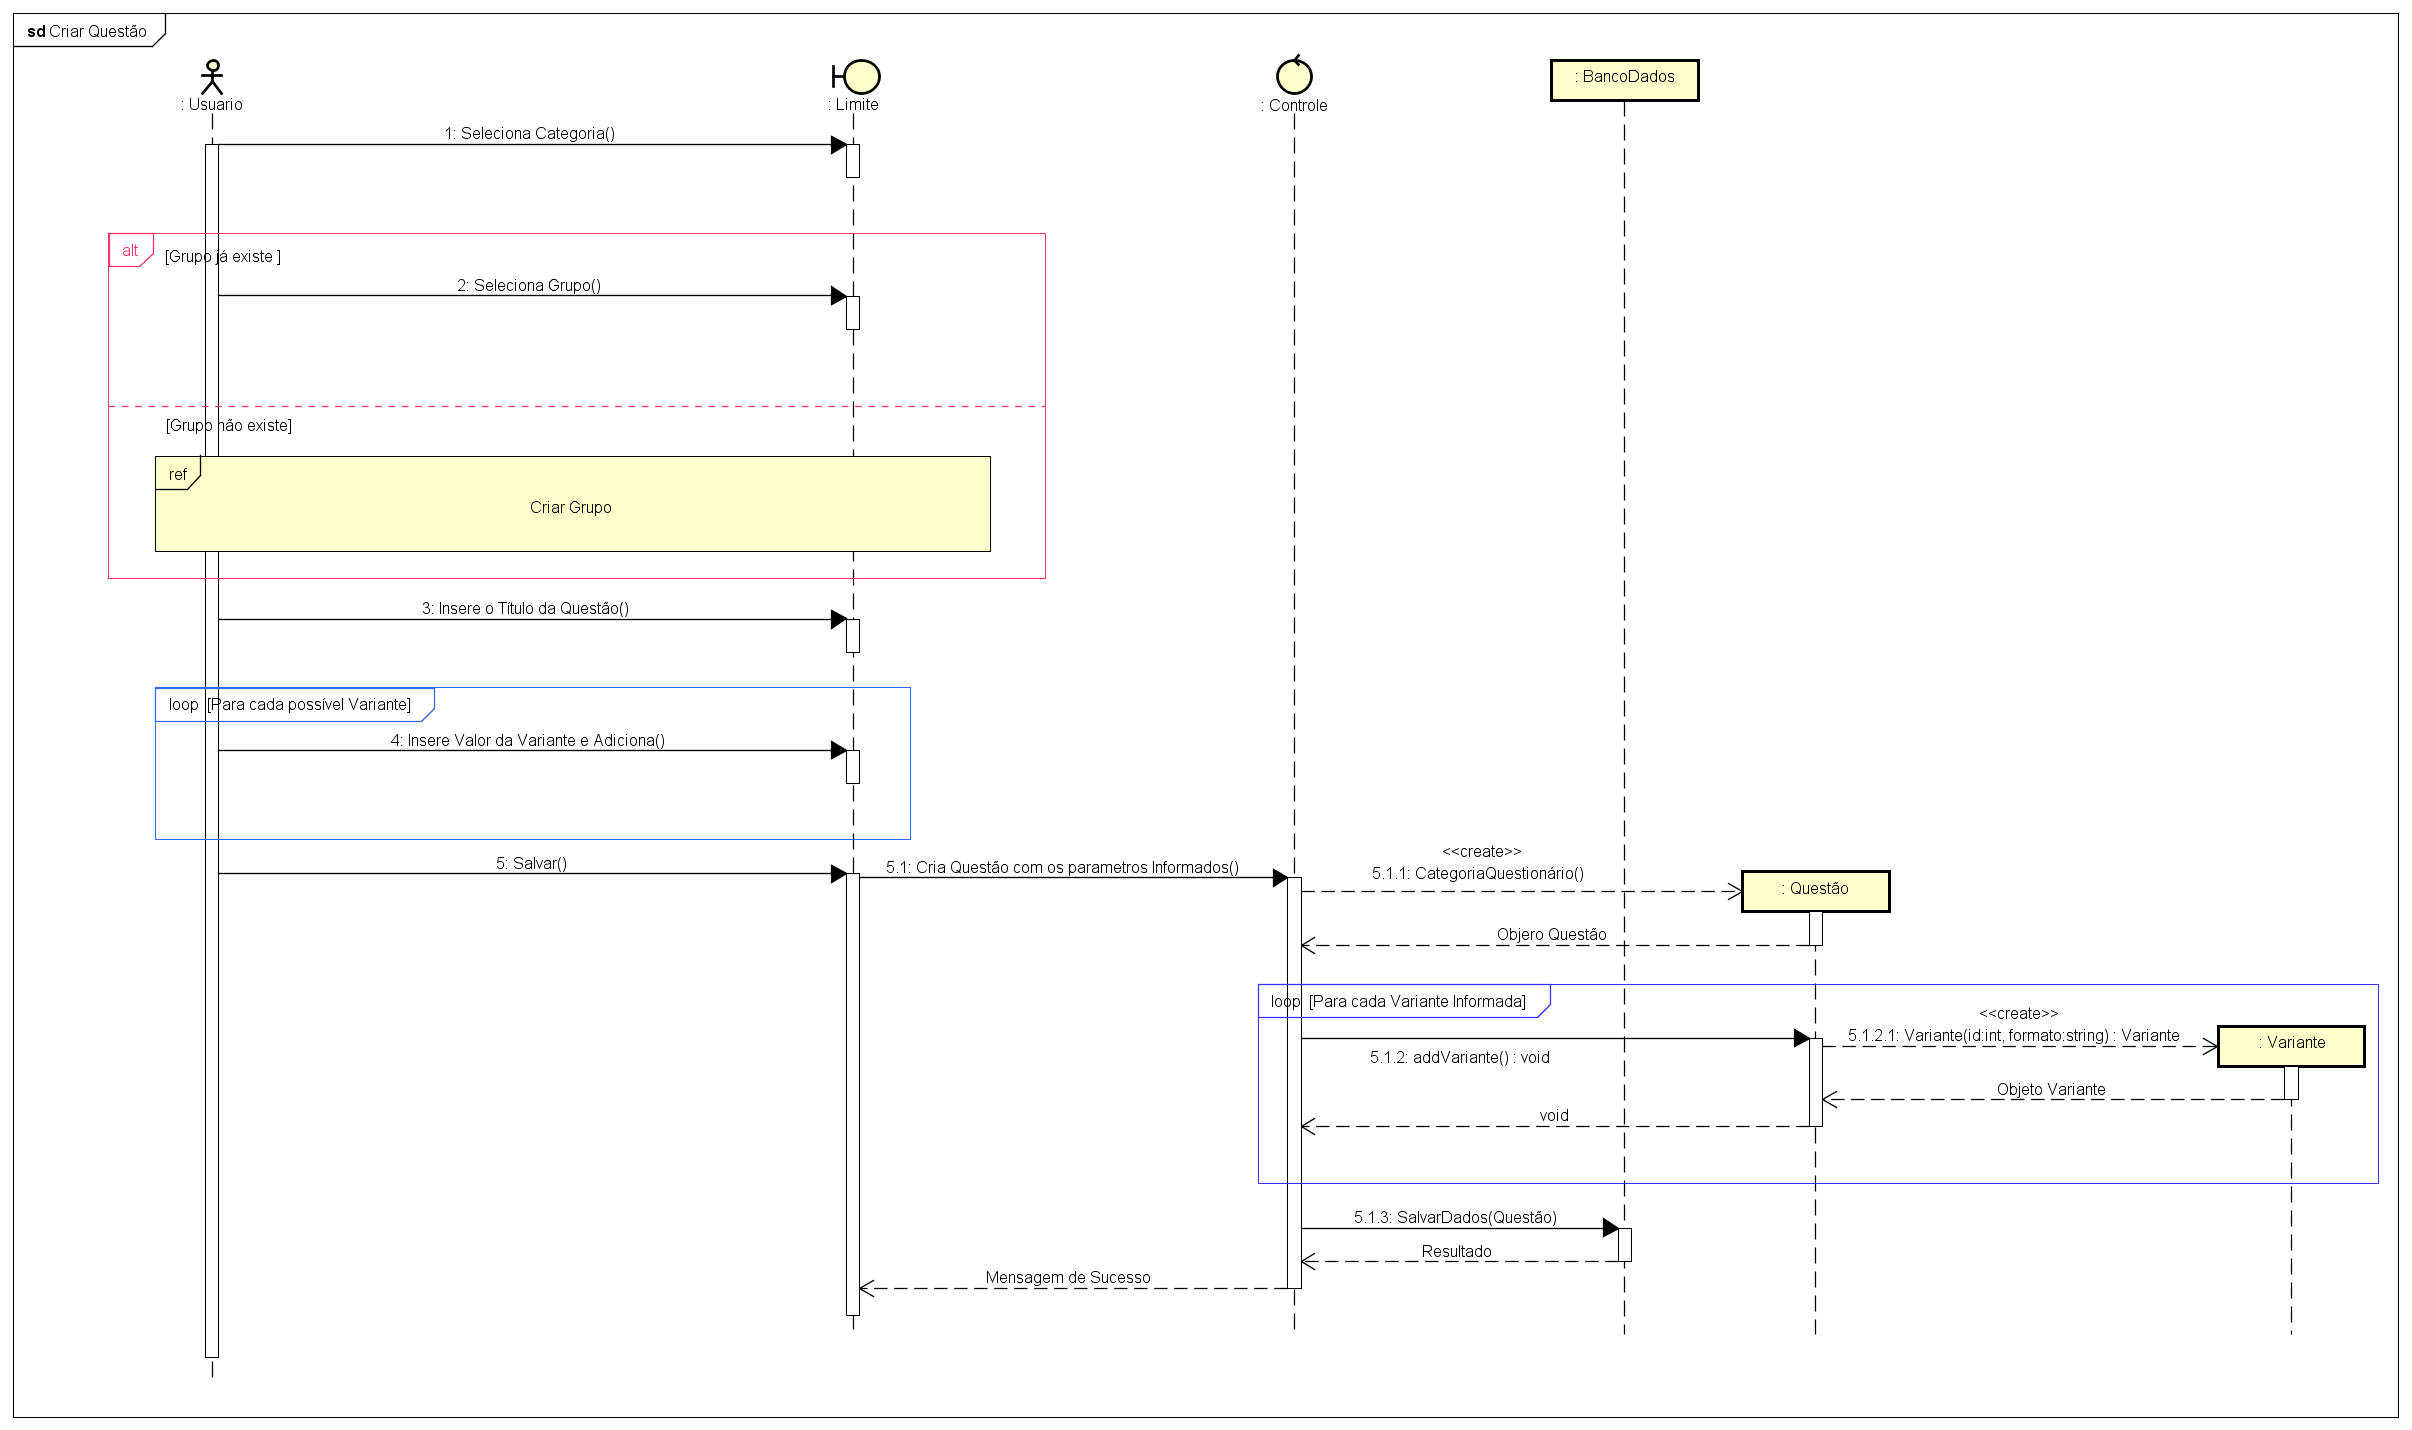 sd Criar Questão
: Usuario
: Limite
: Controle
: BancoDados
1: Seleciona Categoria()
alt
[Grupo já existe ]
2: Seleciona Grupo()
[Grupo não existe]
ref
Criar Grupo
3: Insere o Título da Questão()
loop [Para cada possível Variante]
4: Insere Valor da Variante e Adiciona()
5: Salvar()
5.1: Cria Questão com os parametros Informados()
<<create>>
5.1.1: CategoriaQuestionário()
: Questão
Objero Questão
loop [Para cada Variante Informada]
<<create>>
5.1.2.1: Variante(id:int, formato:string) : Variante
: Variante
5.1.2: addVariante() : void
Objeto Variante
void
5.1.3: SalvarDados(Questão)
Resultado
Mensagem de Sucesso